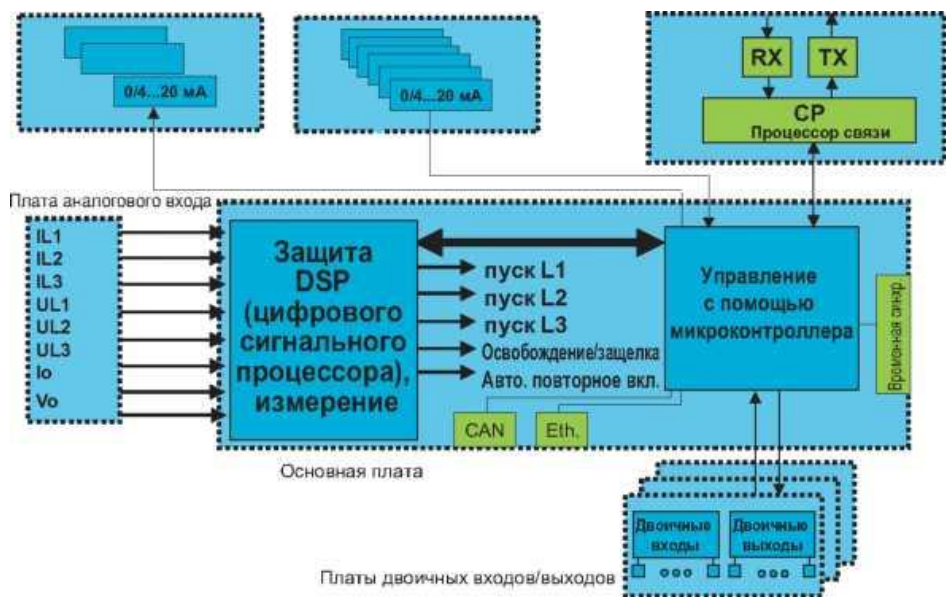 0/4...20 мА
0/4...20 мА
RX
TX
CP
Процессор связи
Плата аналогового входа
IL1
IL2
IL3
UL1
UL2
UL3
Io
Vo
Защита
DSP
(цифрового
сигнального
процессора),
измерение
пуск L1
пуск L2
пуск L3
Освобождение/защелка
Авто. повторное вкл.
CAN
Eth.
Управление
с помощью
микроконтроллера
Временная синхр
Основная плата
Двоичные
входы
Двоичные
выходы
Платы двоичных входов/выходов